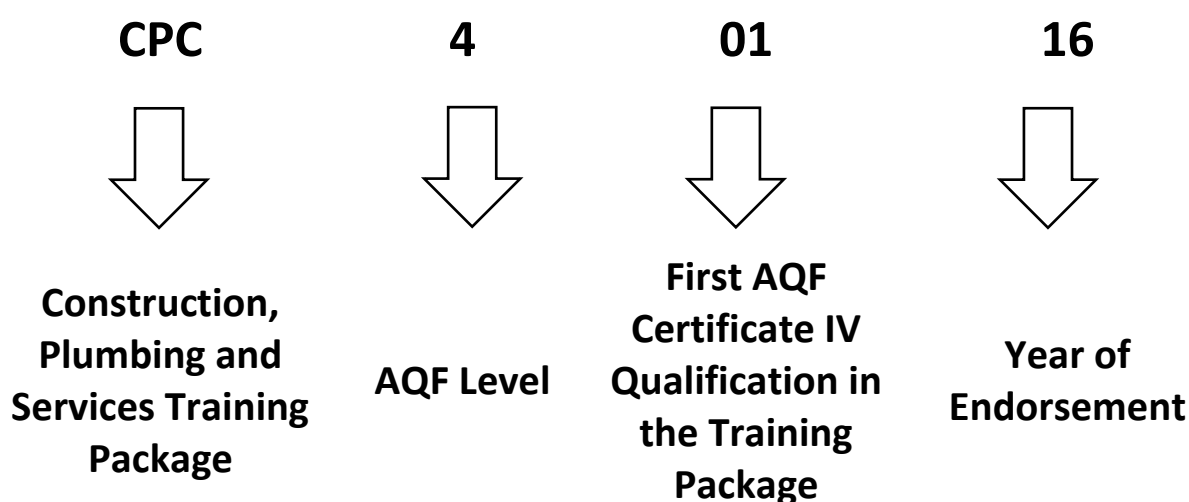 CPC 4 01 16
Construction,
Plumbing and
Services Training
Package
AQF Level
First AQF
Certificate IV
Qualification in
the Training
Package
Year of
Endorsement